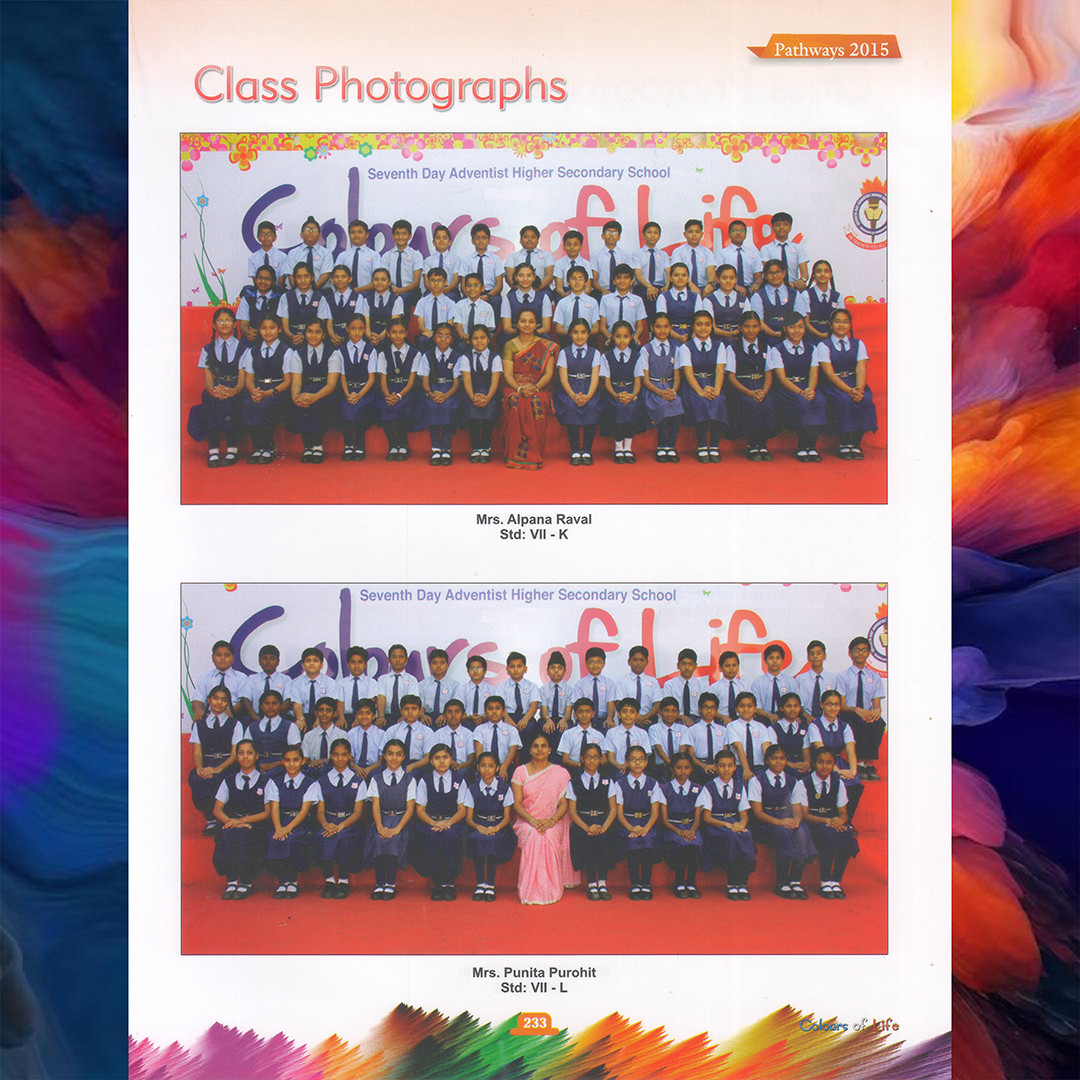 Pathways 2015
Class Photographs
Seventh Day Adventist Higher Secondary School
Colours of Life
Mrs. Alpana Raval
Std: VII - K
Seventh Day Adventist Higher Secondary School
Colours of Life
Mrs. Punita Purohit
Std: VII - L
233
Colours of Life